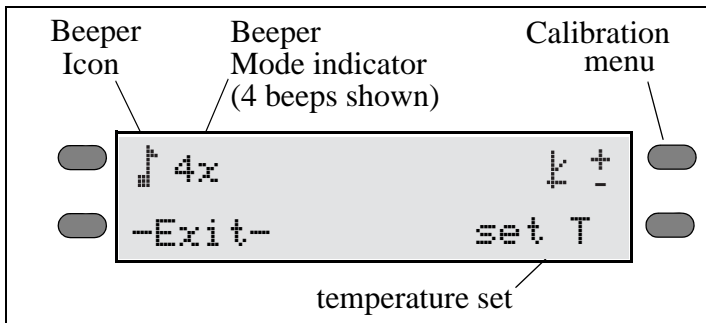 Beeper
Icon
Beeper
Mode indicator
(4 beeps shown)
Calibration
menu
4x
+
-
-Exit-
set T
temperature set